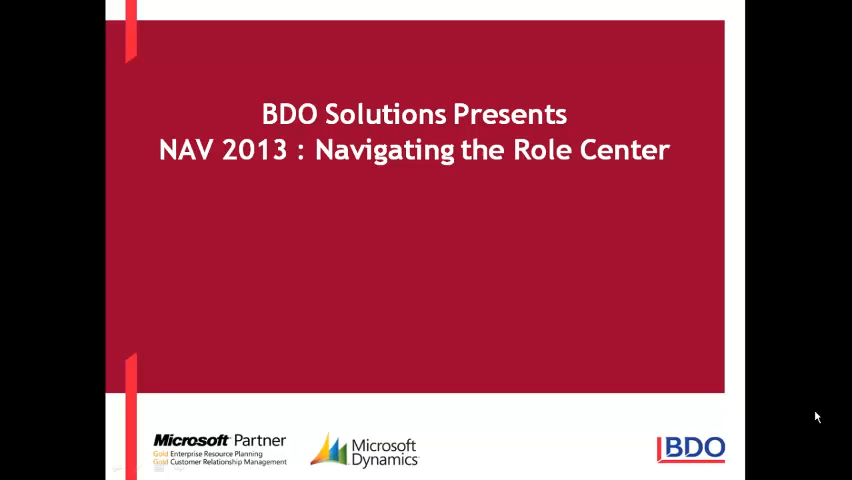 BDO Solutions Presents
NAV 2013 : Navigating the Role Center
Microsoft Partner
Gold Enterprise Resource Planning
Gold Customer Relationship Management
Microsoft
Dynamics
BDO